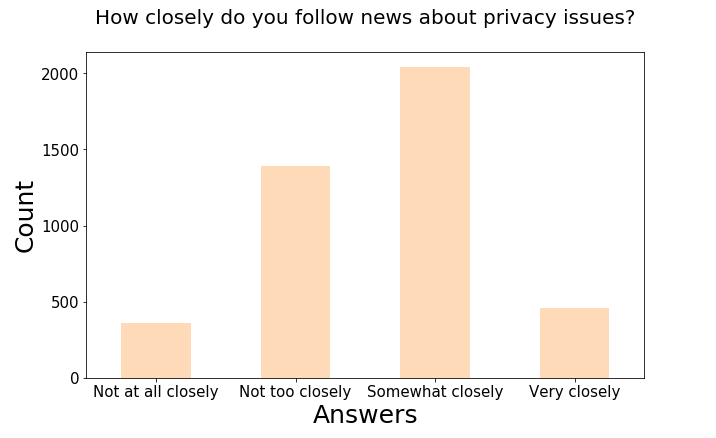 How closely do you follow news about privacy issues?
2000
1500
1000
500
0
Count
Not at all closely Not too closely Somewhat closely Very closely
Answers